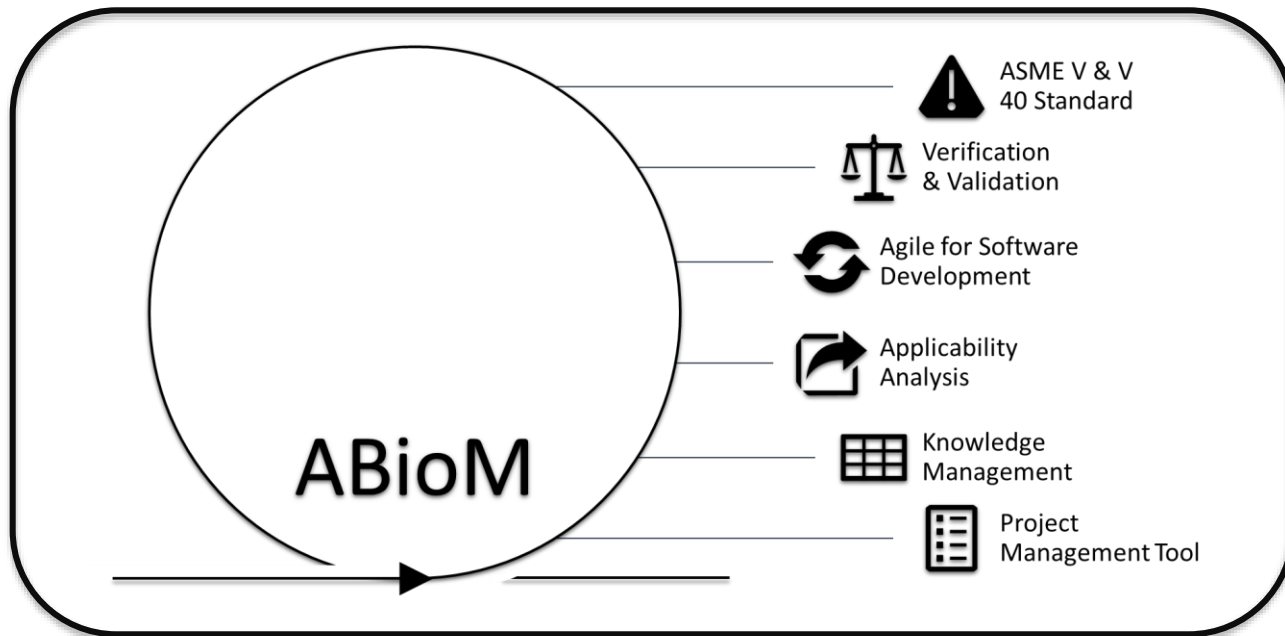 ASME V & V
40 Standard
Verification
& Validation
Agile for Software
Development
Applicability
Analysis
ABioM
Knowledge
Management
Project
Management Tool